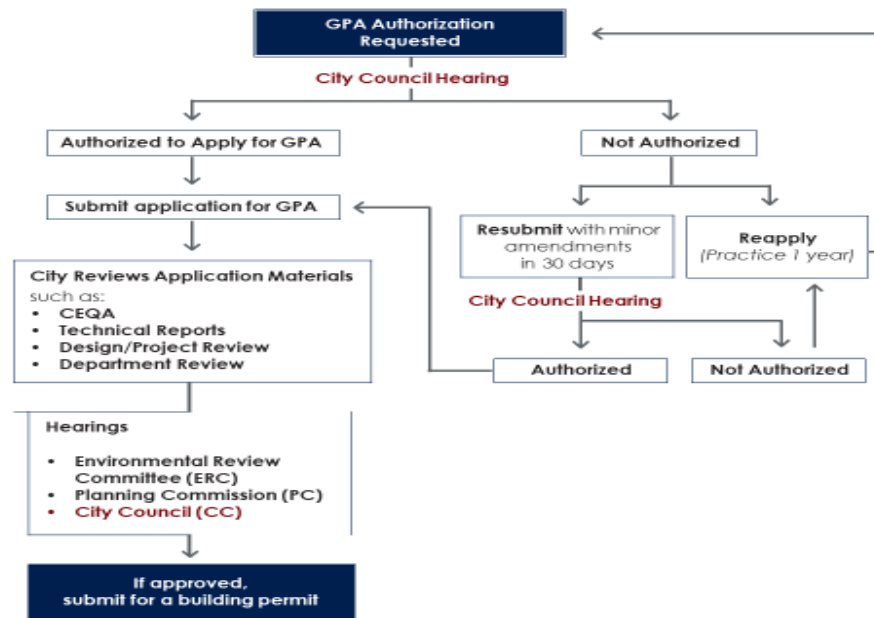 GPA Authorization
Requested
City Council Hearing
Authorized to Apply for GPA
Not Authorized
Submit application for GPA
Resubmit with minor
amendments
in 30 days
Reapply
(Practice 1 year)
City Reviews Application Materials
such as:
• CEQA
• Technical Reports
• Design/Project Review
• Department Review
City Council Hearing
Authorized
Not Authorized
Hearings
• Environmental Review
Committee (ERC)
• Planning Commission (PC)
• City Council (CC)
If approved,
submit for a building permit